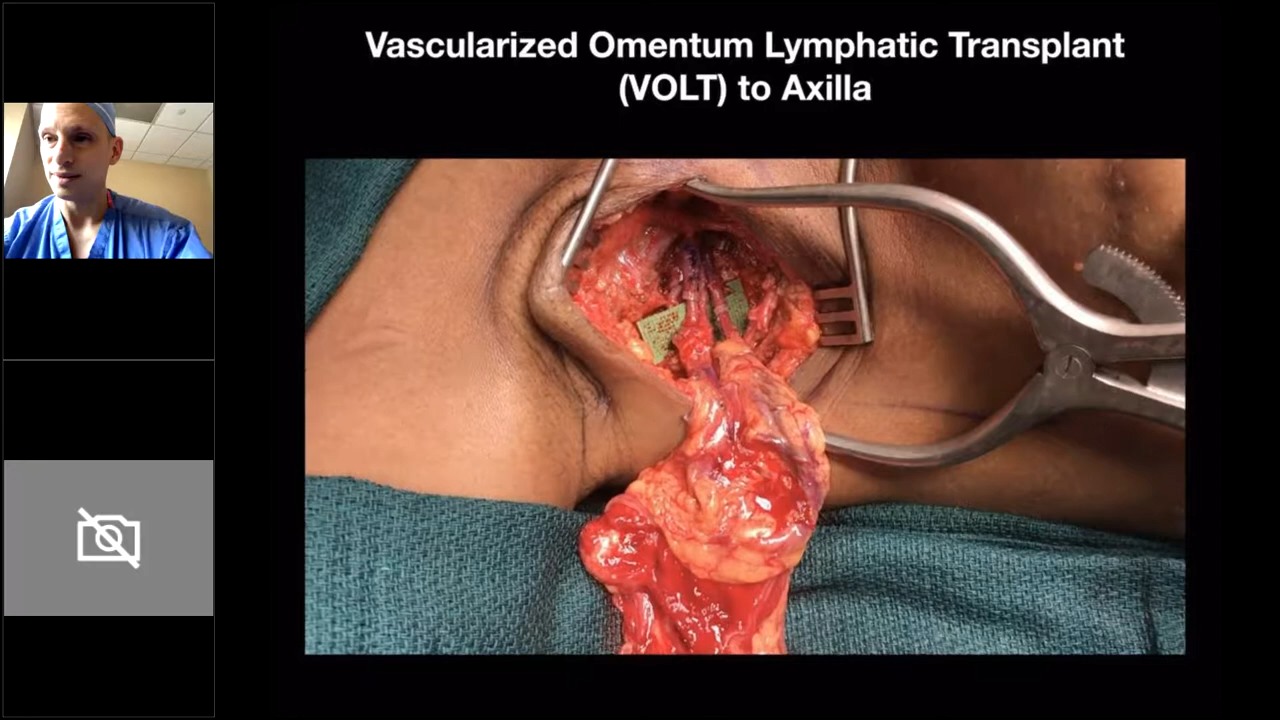 Vascularized Omentum Lymphatic Transplant
(VOLT) to Axilla